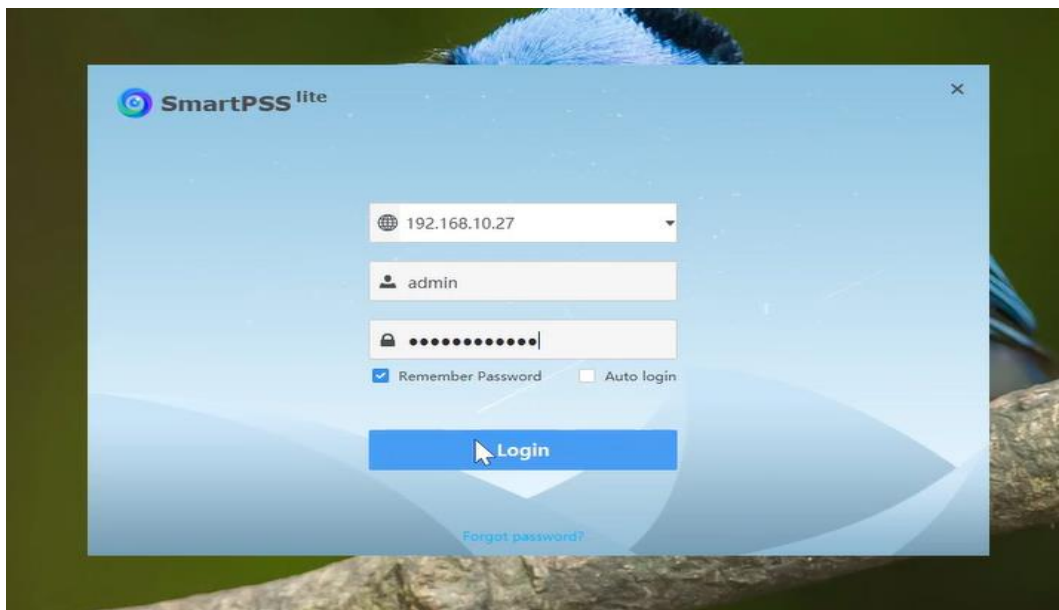 SmartPSS lite
×
192.168.10.27
admin
••••••••••••
Remember Password Auto login
Login
Forgot password?